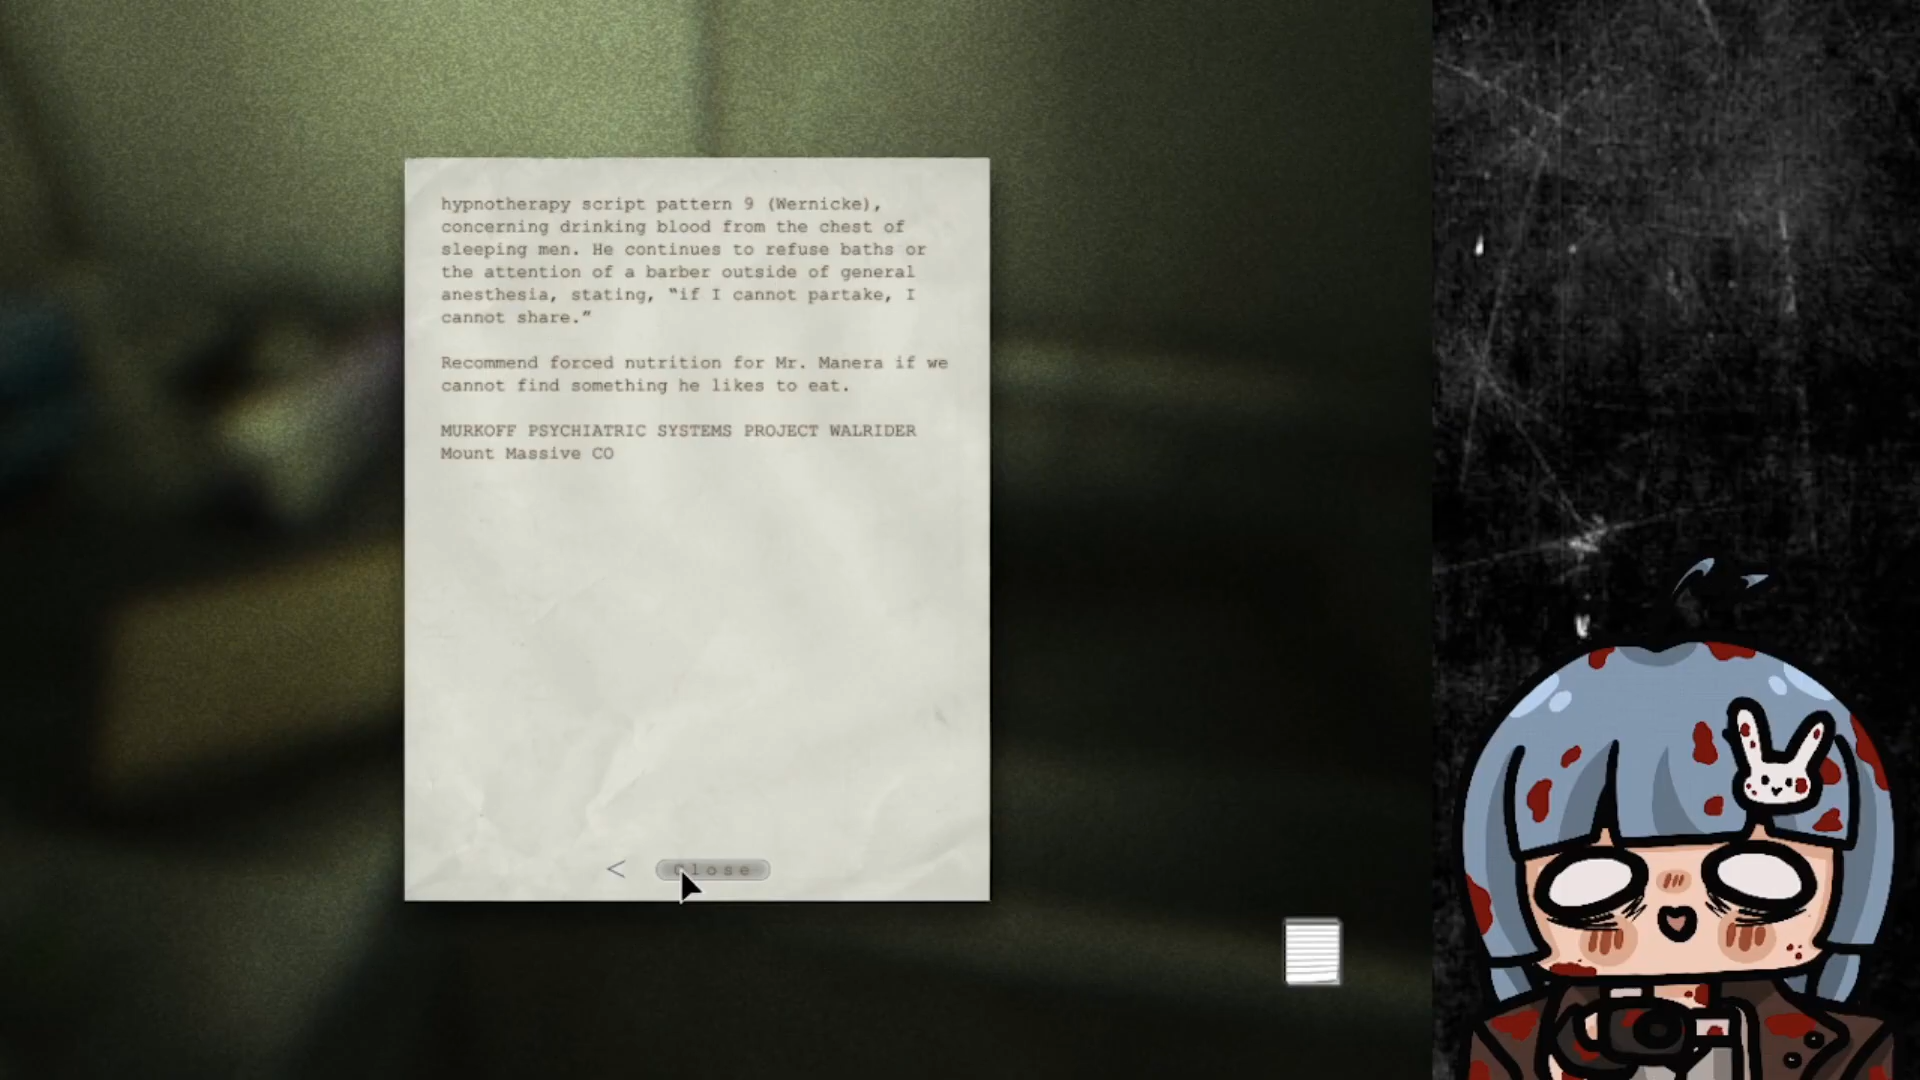 hypnotherapy script pattern 9 (Wernicke),
concerning drinking blood from the chest of
sleeping men. He continues to refuse baths or
the attention of a barber outside of general
anesthesia, stating, “if I cannot partake, I
cannot share.”
Recommend forced nutrition for Mr. Manera if we
cannot find something he likes to eat.
MURKOFF PSYCHIATRIC SYSTEMS PROJECT WALRIDER
Mount Massive CO
< Close